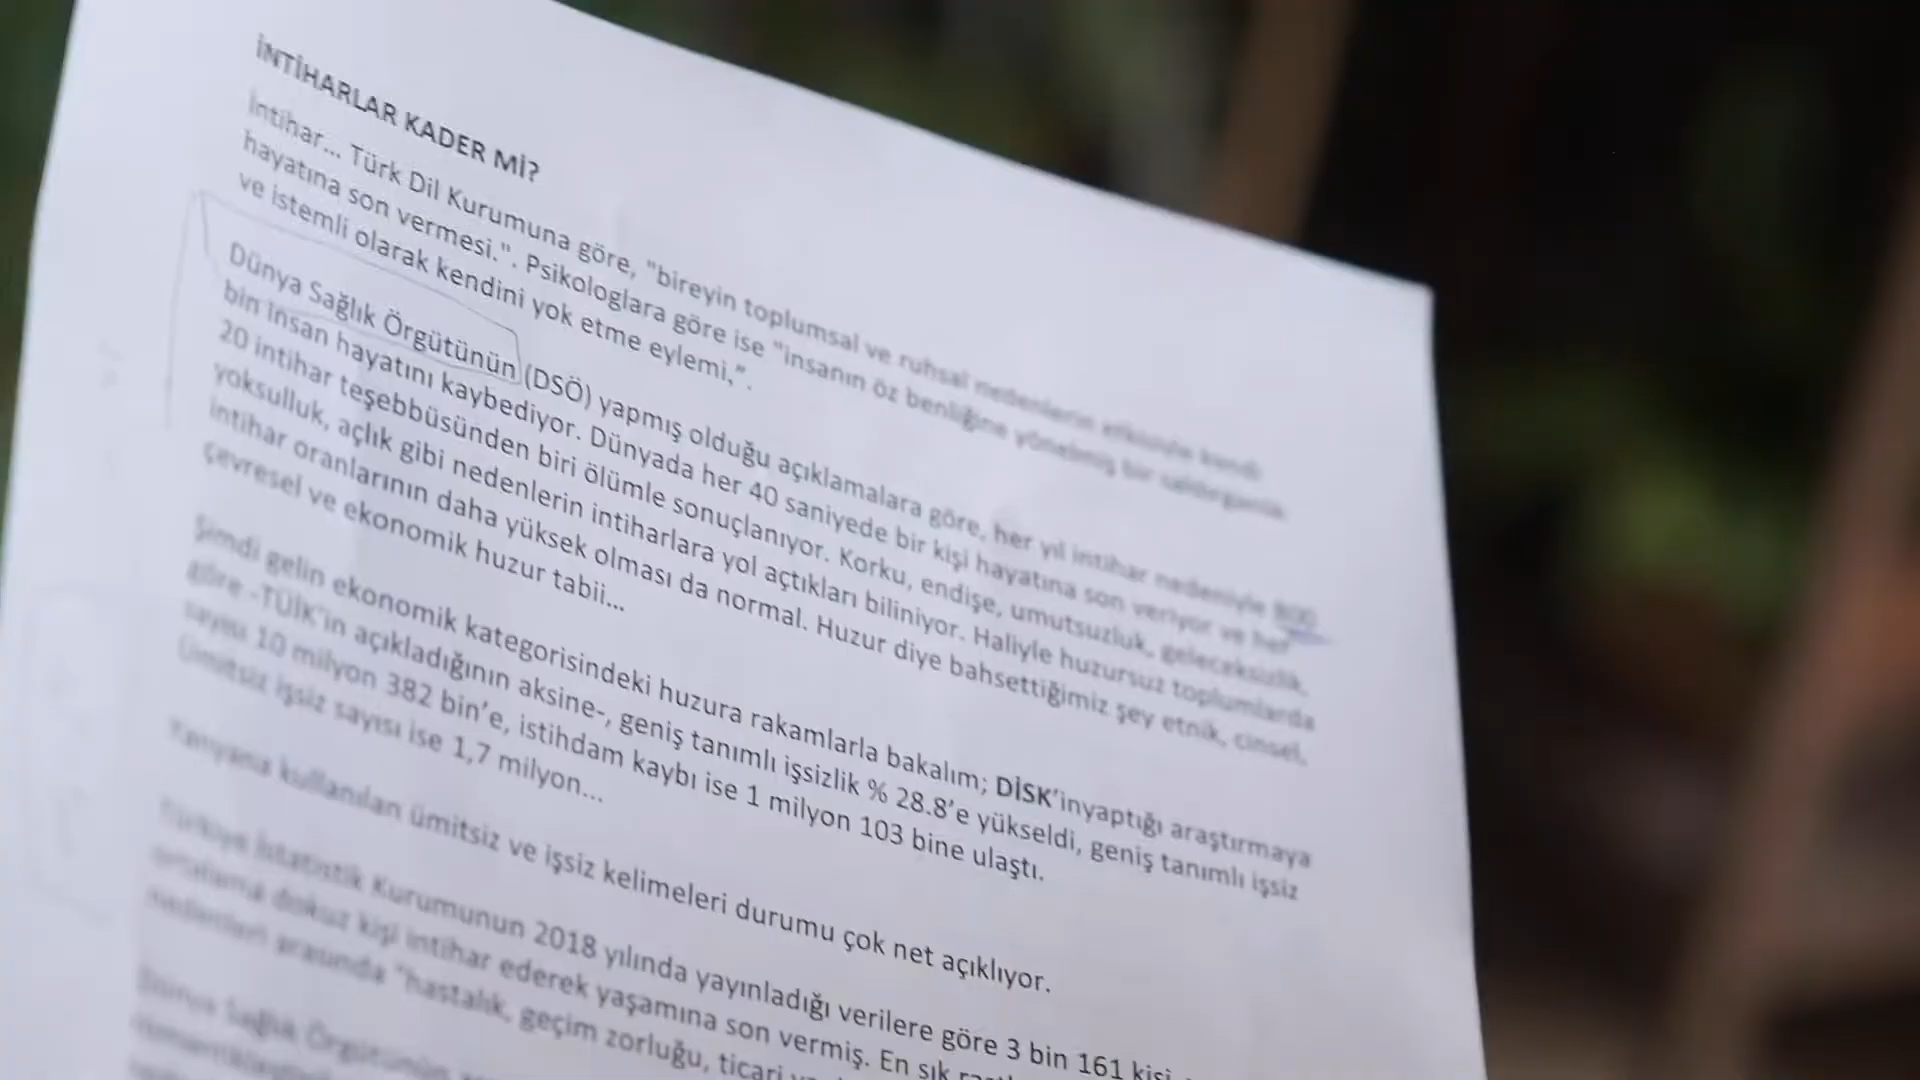 İNTİHARLAR KADER Mİ?
İntihar... Türk Dil Kurumuna göre, "bireyin toplumsal ve ruhsal nedenlerin etkisiyle kendi
hayatına son vermesi.". Psikologlara göre ise "insanın öz benliğine yönelmiş bir saldırganlık
ve istemli olarak kendini yok etme eylemi,".
Dünya Sağlık Örgütünün (DSÖ) yapmış olduğu açıklamalara göre, her yıl intihar nedeniyle 800
bin insan hayatını kaybediyor. Dünyada her 40 saniyede bir kişi hayatına son veriyor ve her
20 intihar teşebbüsünden biri ölümle sonuçlanıyor. Korku, endişe, umutsuzluk, geleceksizlik,
yoksulluk, açlık gibi nedenlerin intiharlara yol açtıkları biliniyor. Haliyle huzursuz toplumlarda
intihar oranlarının daha yüksek olması da normal. Huzur diye bahsettiğimiz şey etnik, cinsel,
çevresel ve ekonomik huzur tabii...
Şimdi gelin ekonomik kategorisindeki huzura rakamlarla bakalım; DİSK'inyaptığı araştırmaya
göre -TÜİK'in açıkladığının aksine-, geniş tanımlı işsizlik % 28.8'e yükseldi, geniş tanımlı işsiz
sayısı 10 milyon 382 bin'e, istihdam kaybı ise 1 milyon 103 bine ulaştı.
Ümitsiz işsiz sayısı ise 1,7 milyon...
Yanyana kullanılan ümitsiz ve işsiz kelimeleri durumu çok net açıklıyor.
Türkiye İstatistik Kurumunun 2018 yılında yayınladığı verilere göre 3 bin 161 kişi
ortalama dokuz kişi intihar ederek yaşamına son vermiş. En sık
nedenleri arasında "hastalık, geçim zorluğu, ticari
Dünya Sağlık Örgütünün